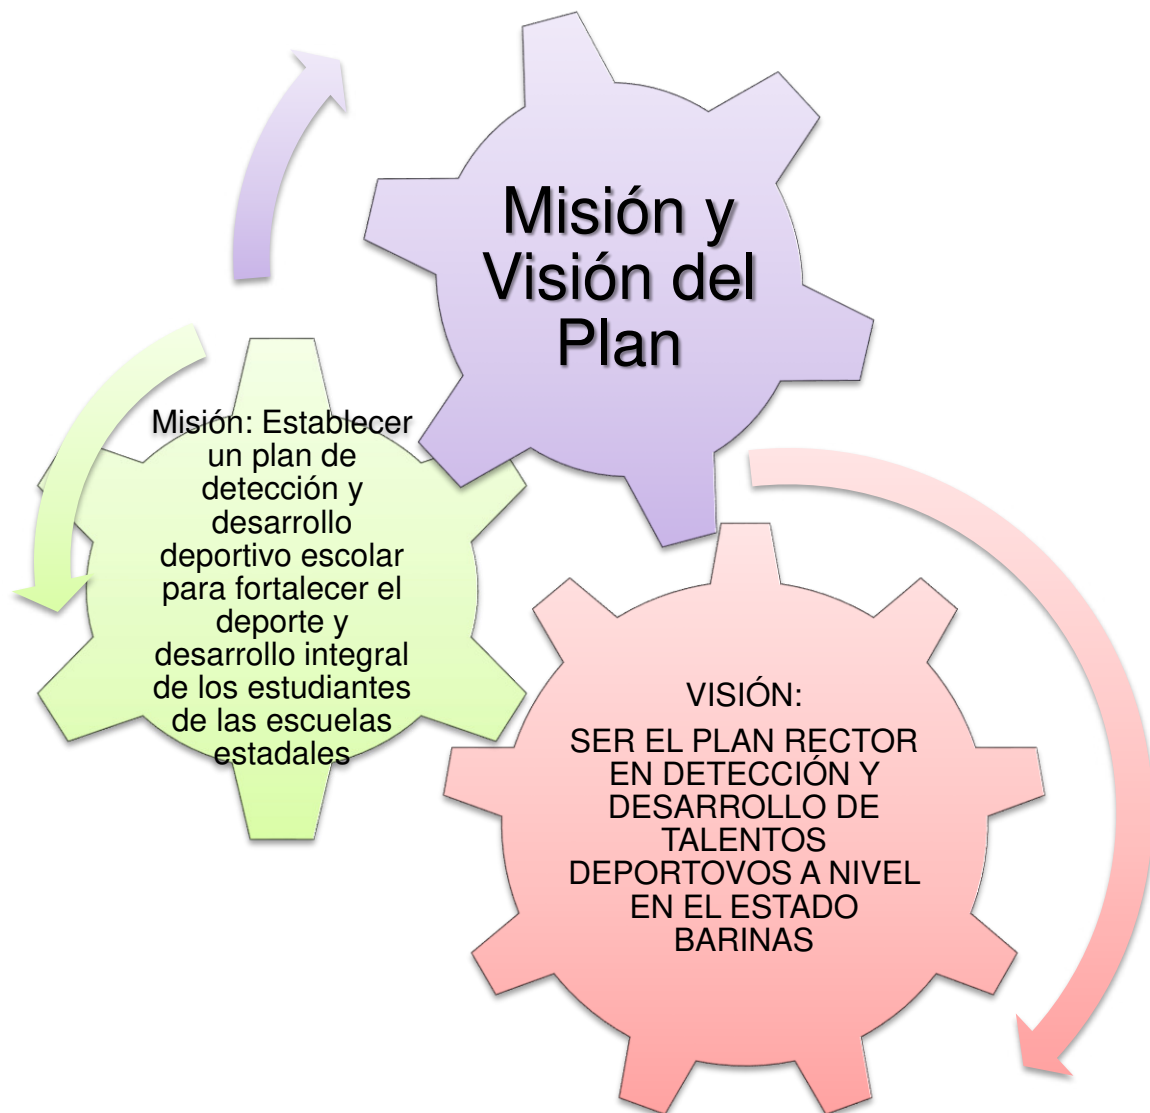 Misión y
Visión del
Plan
Misión: Establecer
un plan de
detección y
desarrollo
deportivo escolar
para fortalecer el
deporte y
desarrollo integral
de los estudiantes
de las escuelas
estadales
VISIÓN:
SER EL PLAN RECTOR
EN DETECCIÓN Y
DESARROLLO DE
TALENTOS
DEPORTOVOS A NIVEL
EN EL ESTADO
BARINAS